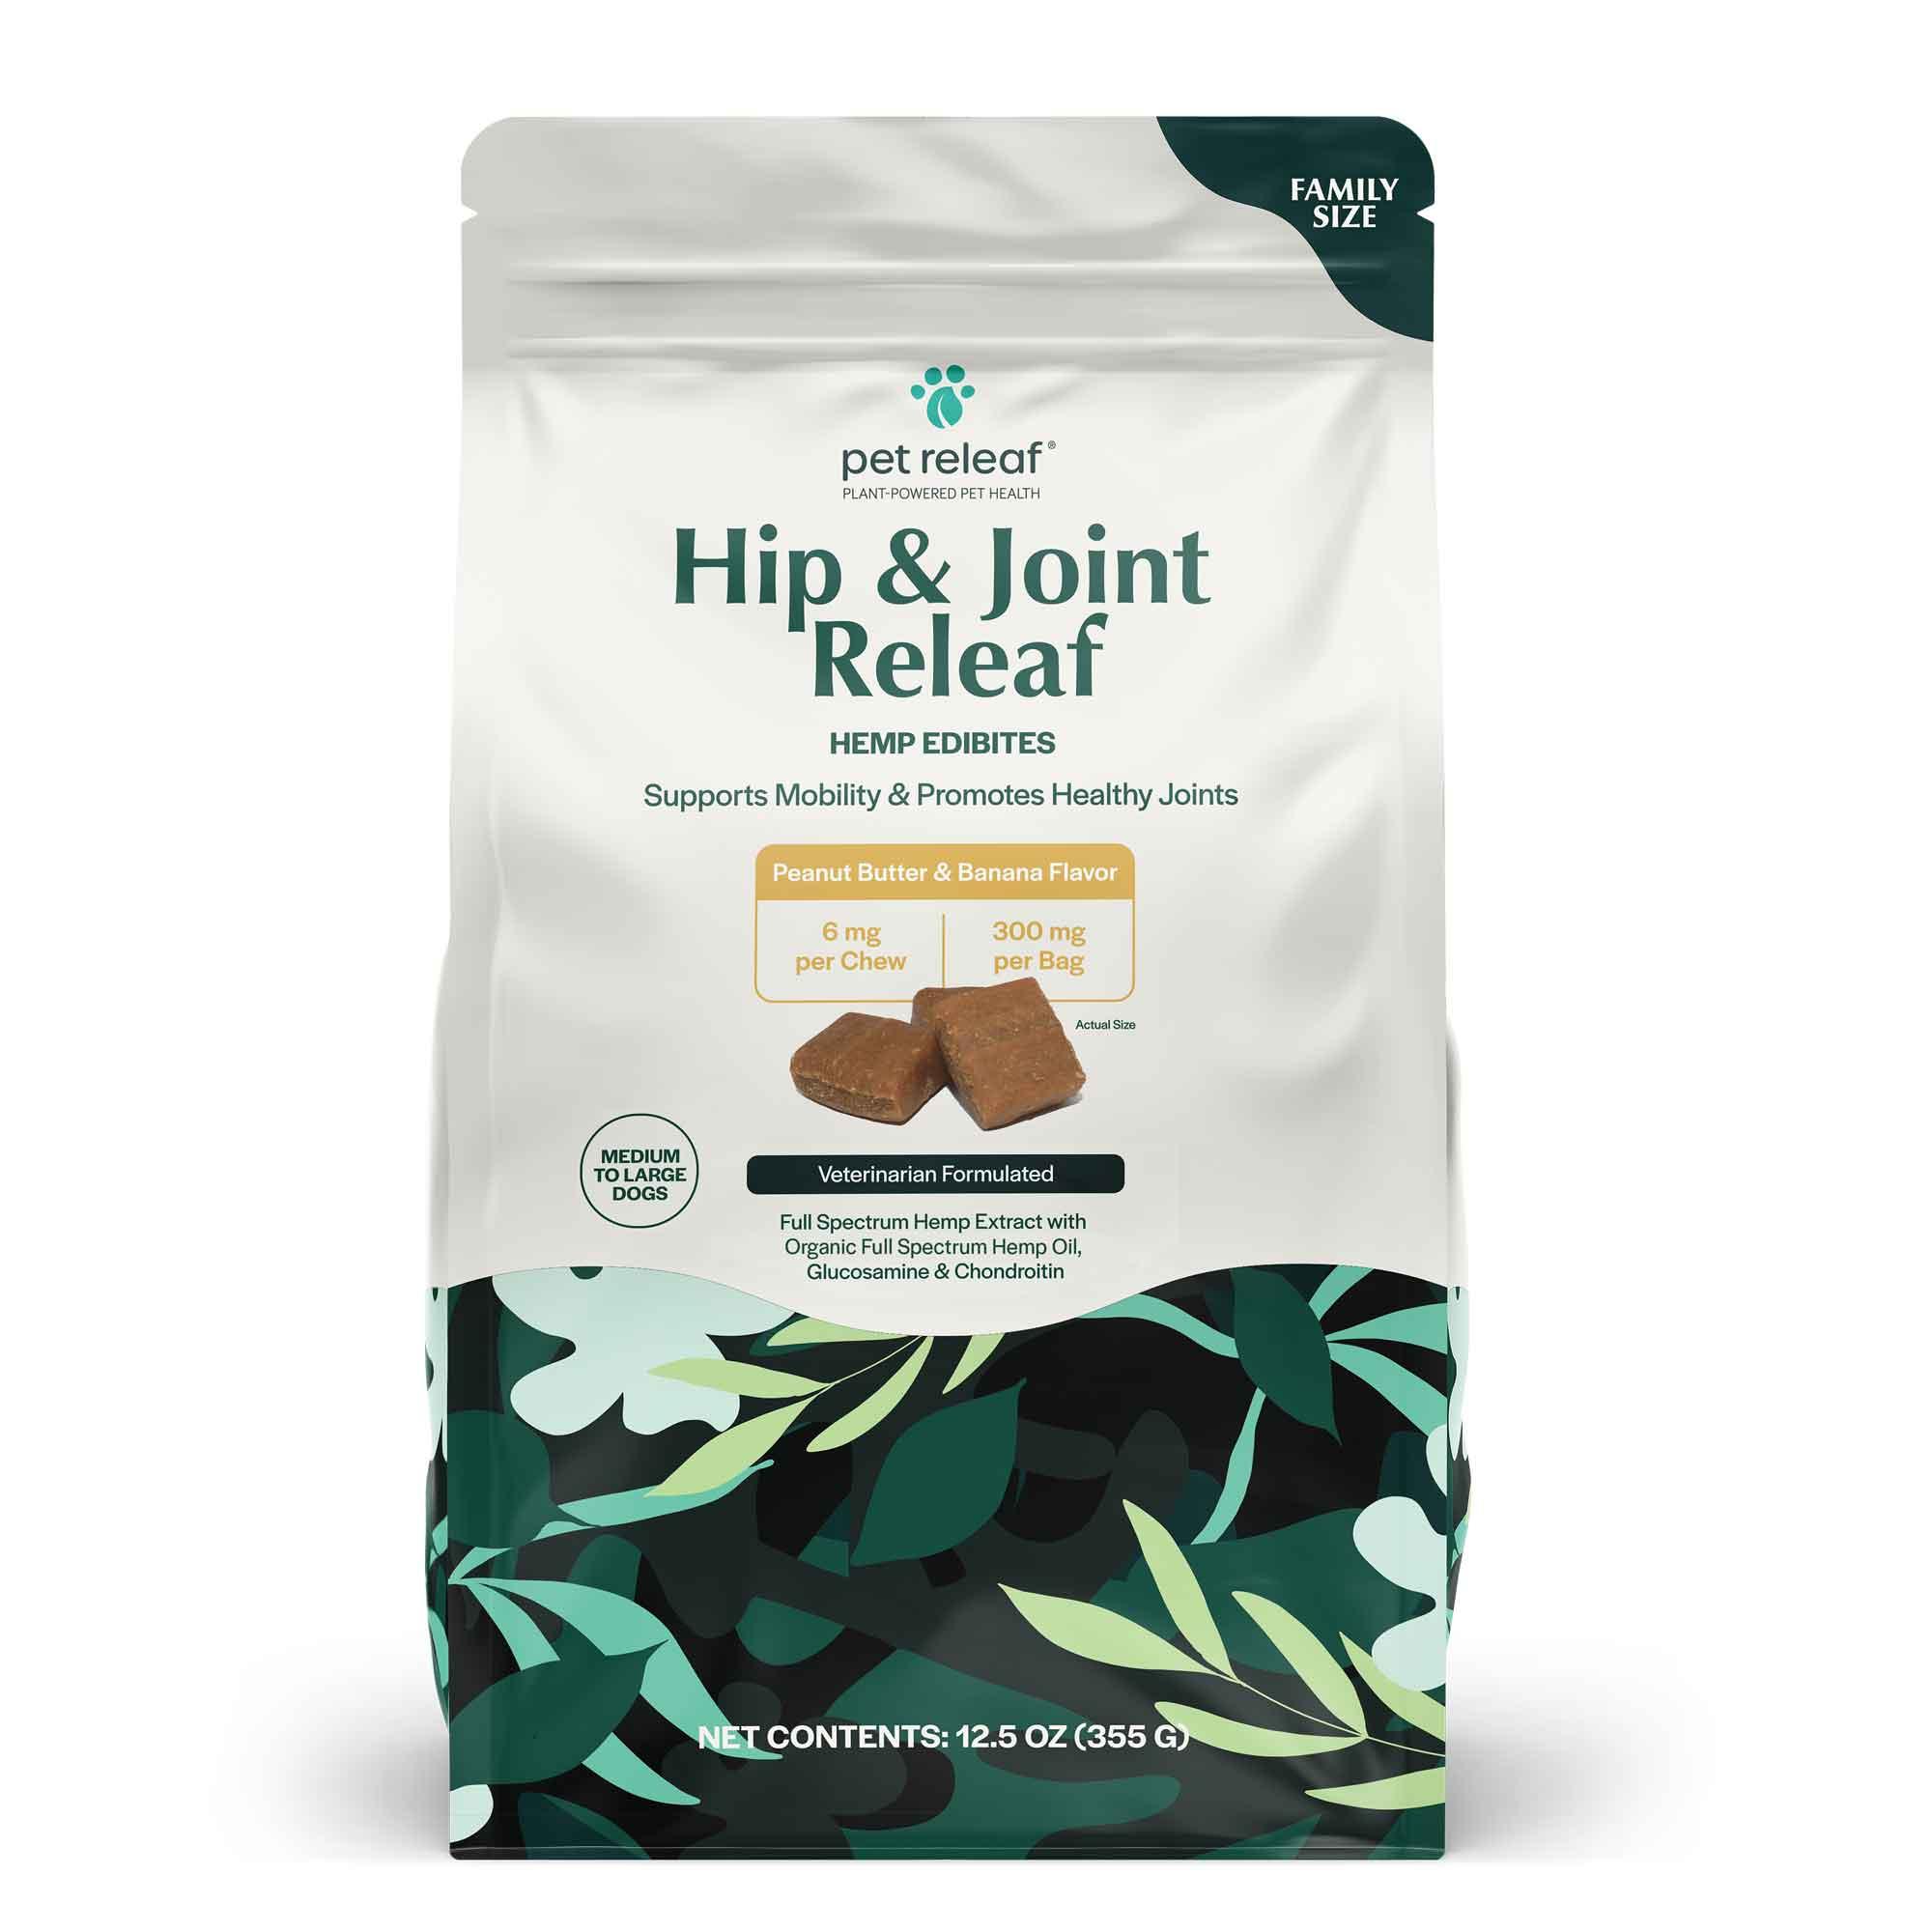 FAMILY
SIZE
pet releaf®
PLANT-POWERED PET HEALTH
Hip & Joint
Releaf
HEMP EDIBITES
Supports Mobility & Promotes Healthy Joints
Peanut Butter & Banana Flavor
6 mg
per Chew
300 mg
per Bag
Actual Size
MEDIUM
TO LARGE
DOGS
Veterinarian Formulated
Full Spectrum Hemp Extract with
Organic Full Spectrum Hemp Oil,
Glucosamine & Chondroitin
NET CONTENTS: 12.5 OZ (355 G)